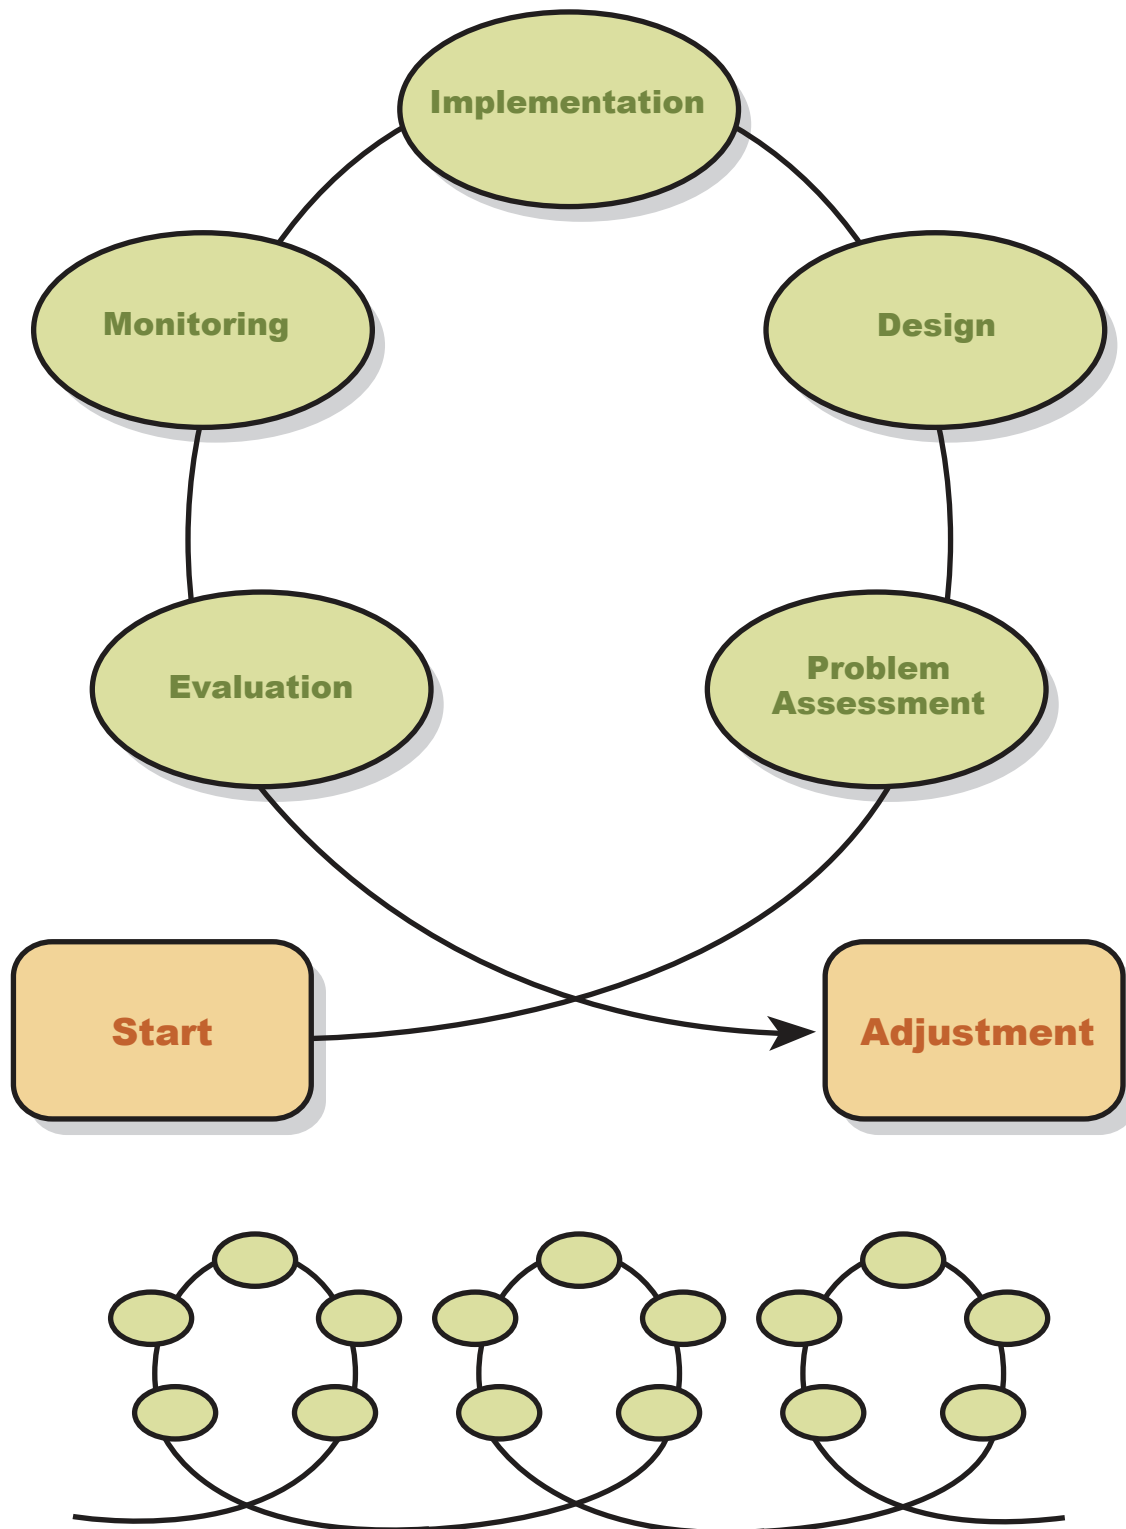 Implementation
Monitoring
Design
Evaluation
Problem
Assessment
Start
Adjustment